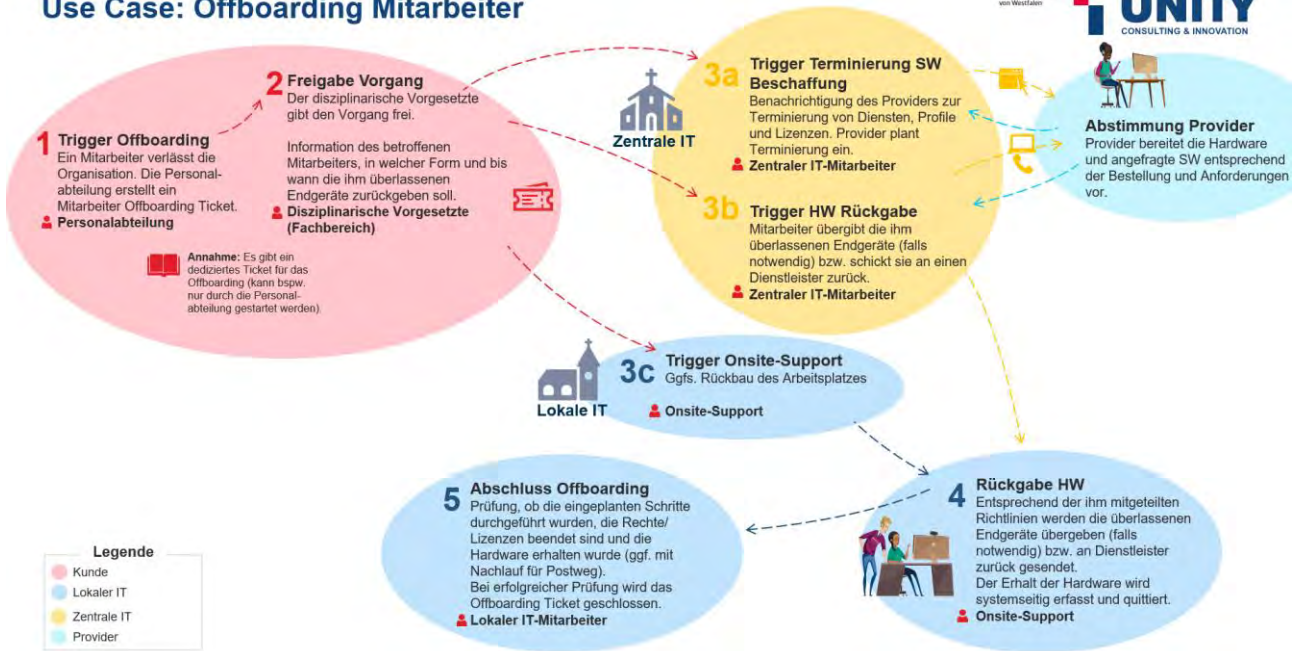 Use Case: Offboarding Mitarbeiter
von Westfalen
UNITY
CONSULTING & INNOVATION
1 Trigger Offboarding
Ein Mitarbeiter verlässt die
Organisation. Die Personal-
abteilung erstellt ein
Mitarbeiter Offboarding Ticket.
Personalabteilung
2 Freigabe Vorgang
Der disziplinarische Vorgesetzte
gibt den Vorgang frei.
Information des betroffenen
Mitarbeiters, in welcher Form und bis
wann die ihm überlassenen
Endgeräte zurückgeben soll.
Disziplinarische Vorgesetzte
(Fachbereich)
Annahme: Es gibt ein
dediziertes Ticket für das
Offboarding (kann bspw.
nur durch die Personal-
abteilung gestartet werden)
Zentrale IT
3a Trigger Terminierung SW
Beschaffung
Benachrichtigung des Providers zur
Terminierung von Diensten, Profile
und Lizenzen. Provider plant
Terminierung ein.
Zentraler IT-Mitarbeiter
3b Trigger HW Rückgabe
Mitarbeiter übergibt die ihm
überlassenen Endgeräte (falls
notwendig) bzw. schickt sie an einen
Dienstleister zurück.
Zentraler IT-Mitarbeiter
Abstimmung Provider
Provider bereitet die Hardware
und angefragte SW entsprechend
der Bestellung und Anforderungen
vor.
Lokale IT
3c Trigger Onsite-Support
Ggfs. Rückbau des Arbeitsplatzes
Onsite-Support
4 Rückgabe HW
Entsprechend der ihm mitgeteilten
Richtlinien werden die überlassenen
Endgeräte übergeben (falls
notwendig) bzw. an Dienstleister
zurück gesendet.
Der Erhalt der Hardware wird
systemseitig erfasst und quittiert.
Onsite-Support
5 Abschluss Offboarding
Prüfung, ob die eingeplanten Schritte
durchgeführt wurden, die Rechte/
Lizenzen beendet sind und die
Hardware erhalten wurde (ggf. mit
Nachlauf für Postweg).
Bei erfolgreicher Prüfung wird das
Offboarding Ticket geschlossen.
Lokaler IT-Mitarbeiter
Legende
Kunde
Lokaler IT
Zentrale IT
Provider